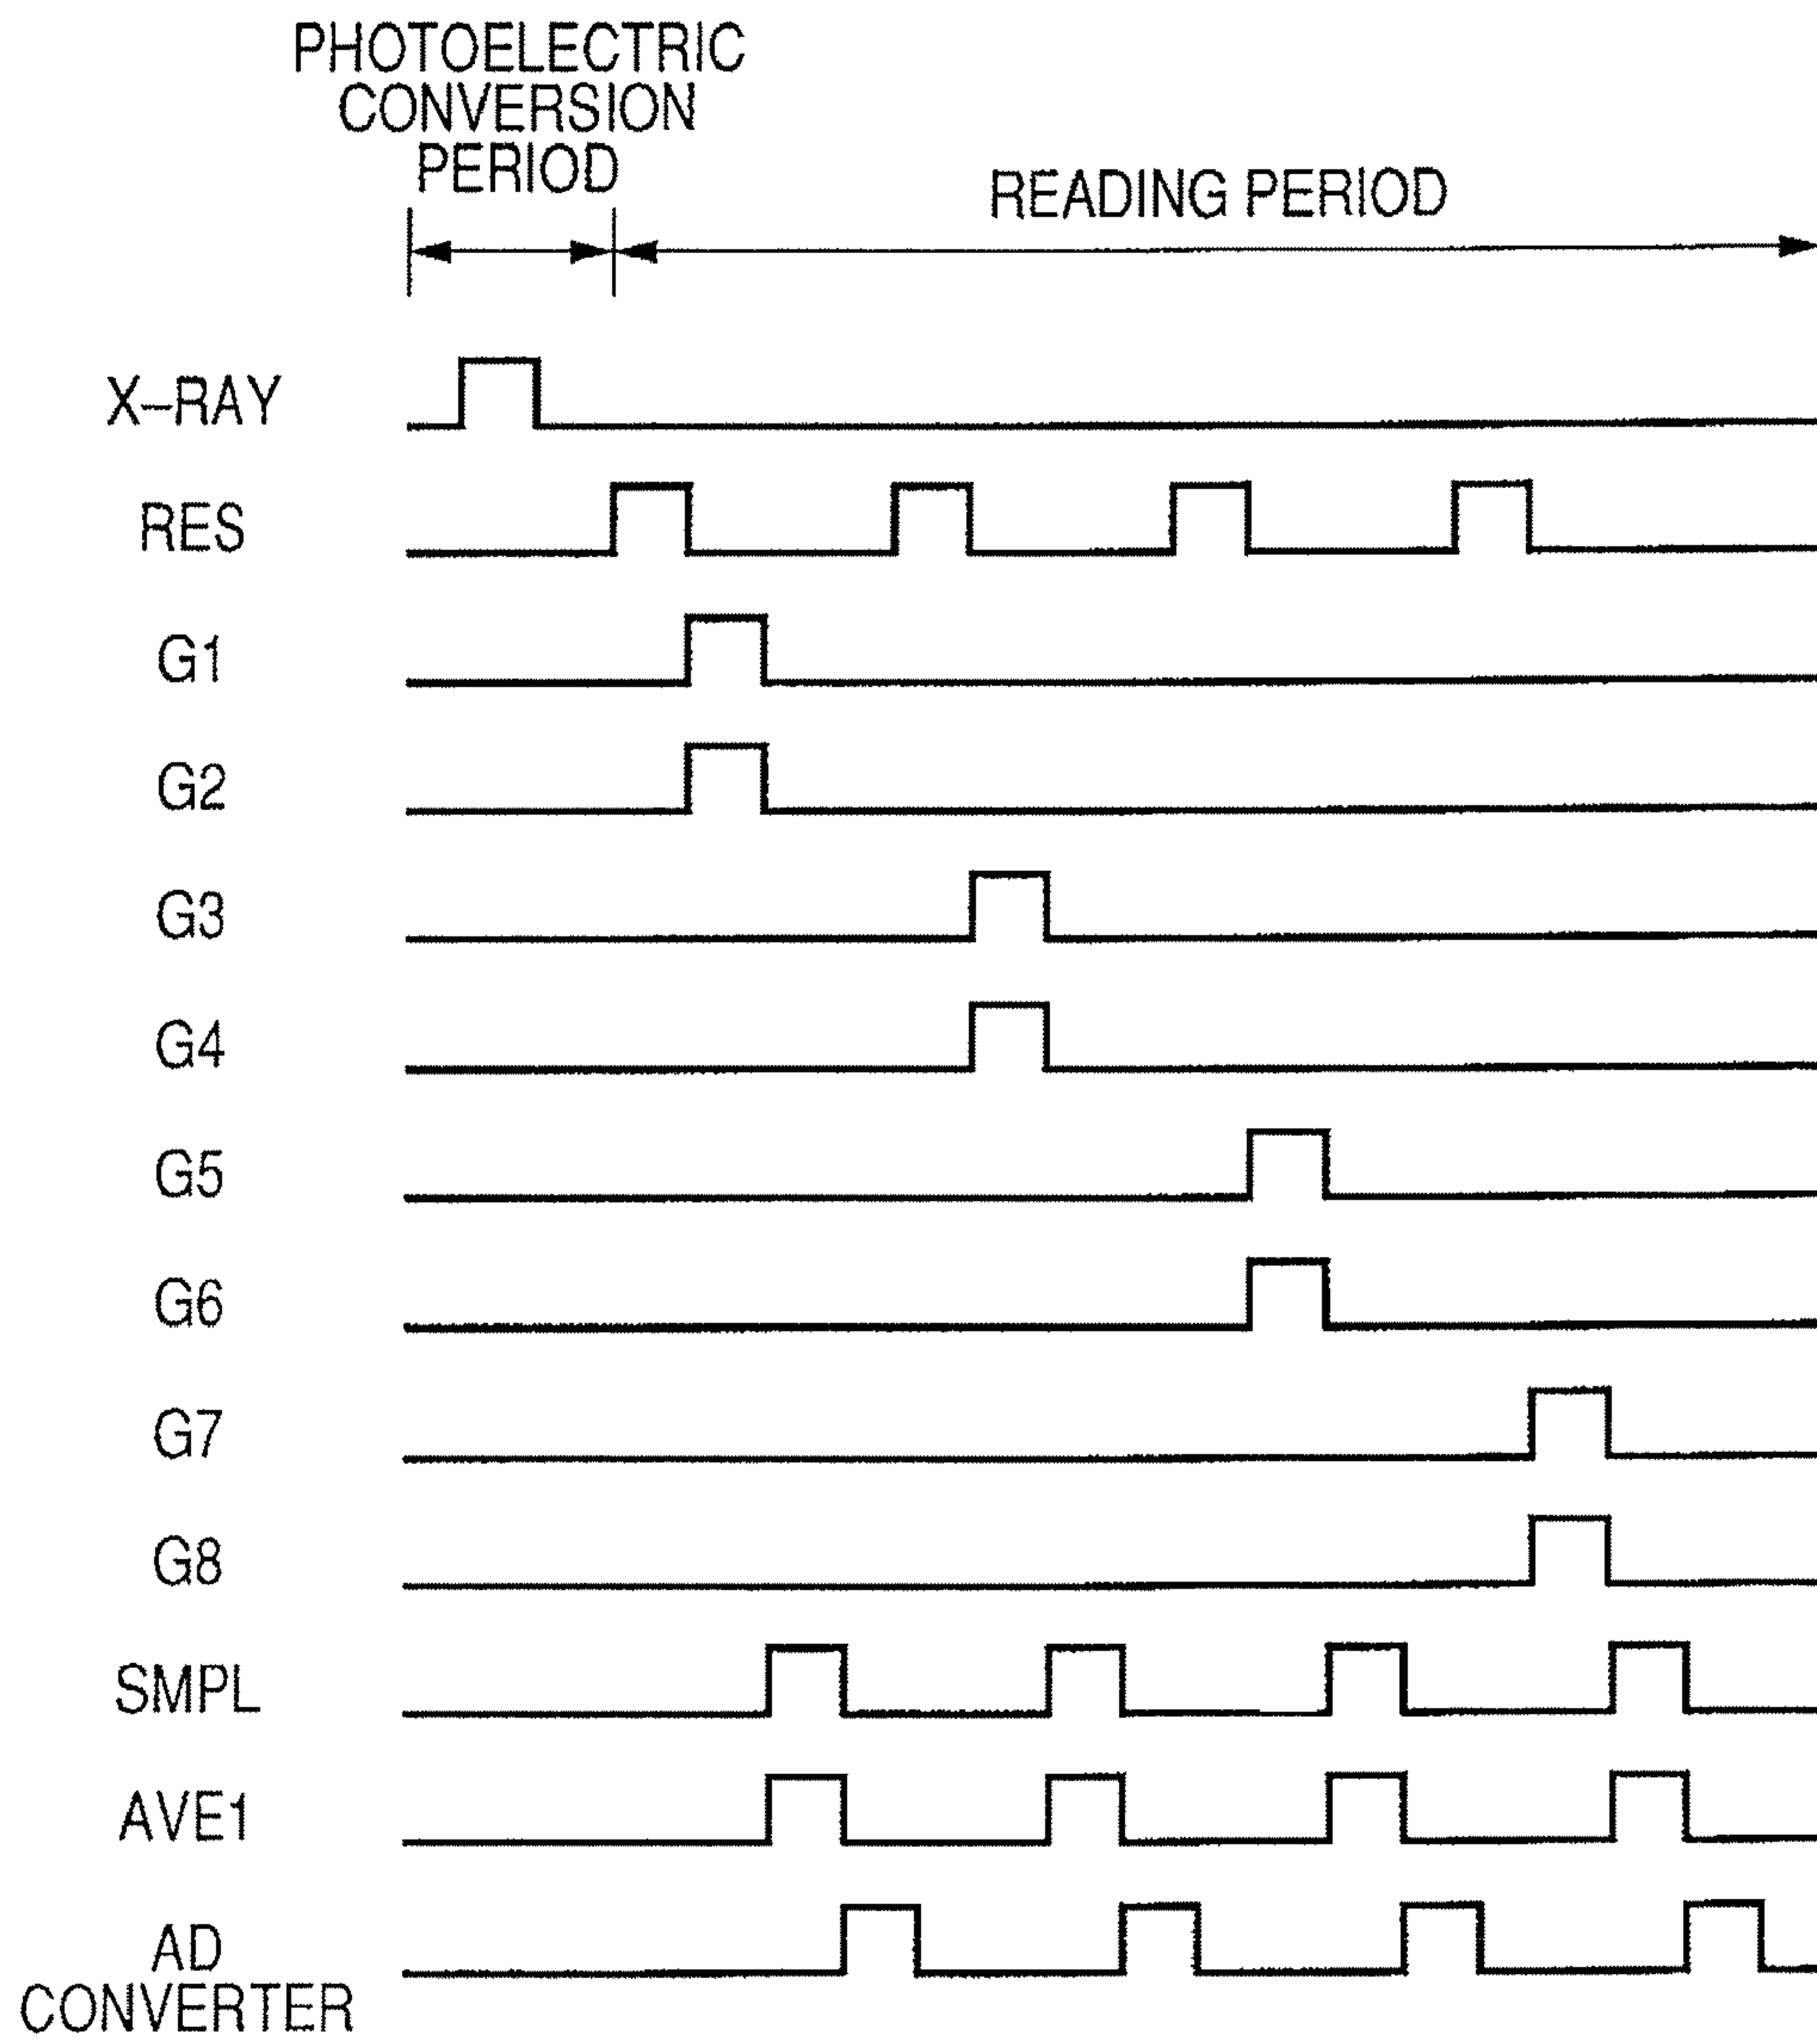 PHOTOELECTRIC
CONVERSION
PERIOD
READING PERIOD
X–RAY
RES
G1
G2
G3
G4
G5
G6
G7
G8
SMPL
AVE1
AD
CONVERTER